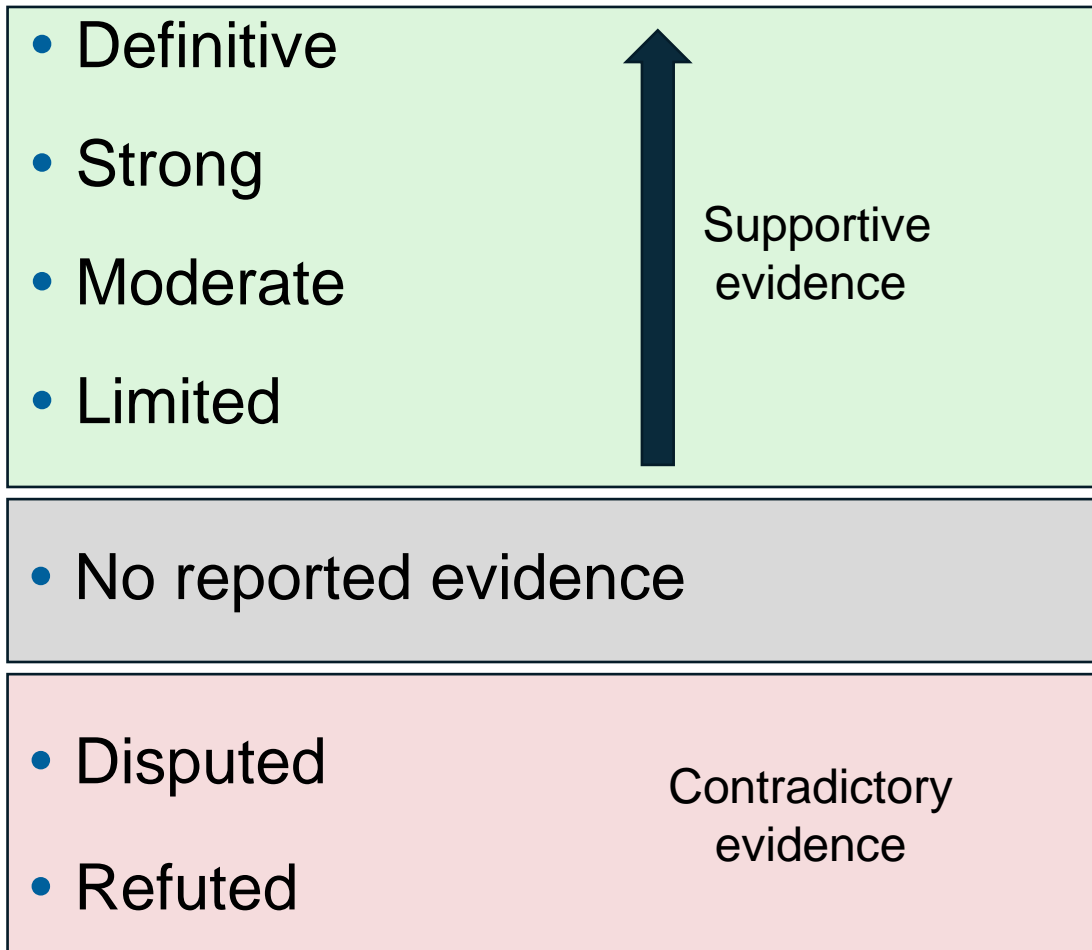 • Definitive
• Strong
• Moderate
• Limited
Supportive
evidence
• No reported evidence
• Disputed
• Refuted
Contradictory
evidence